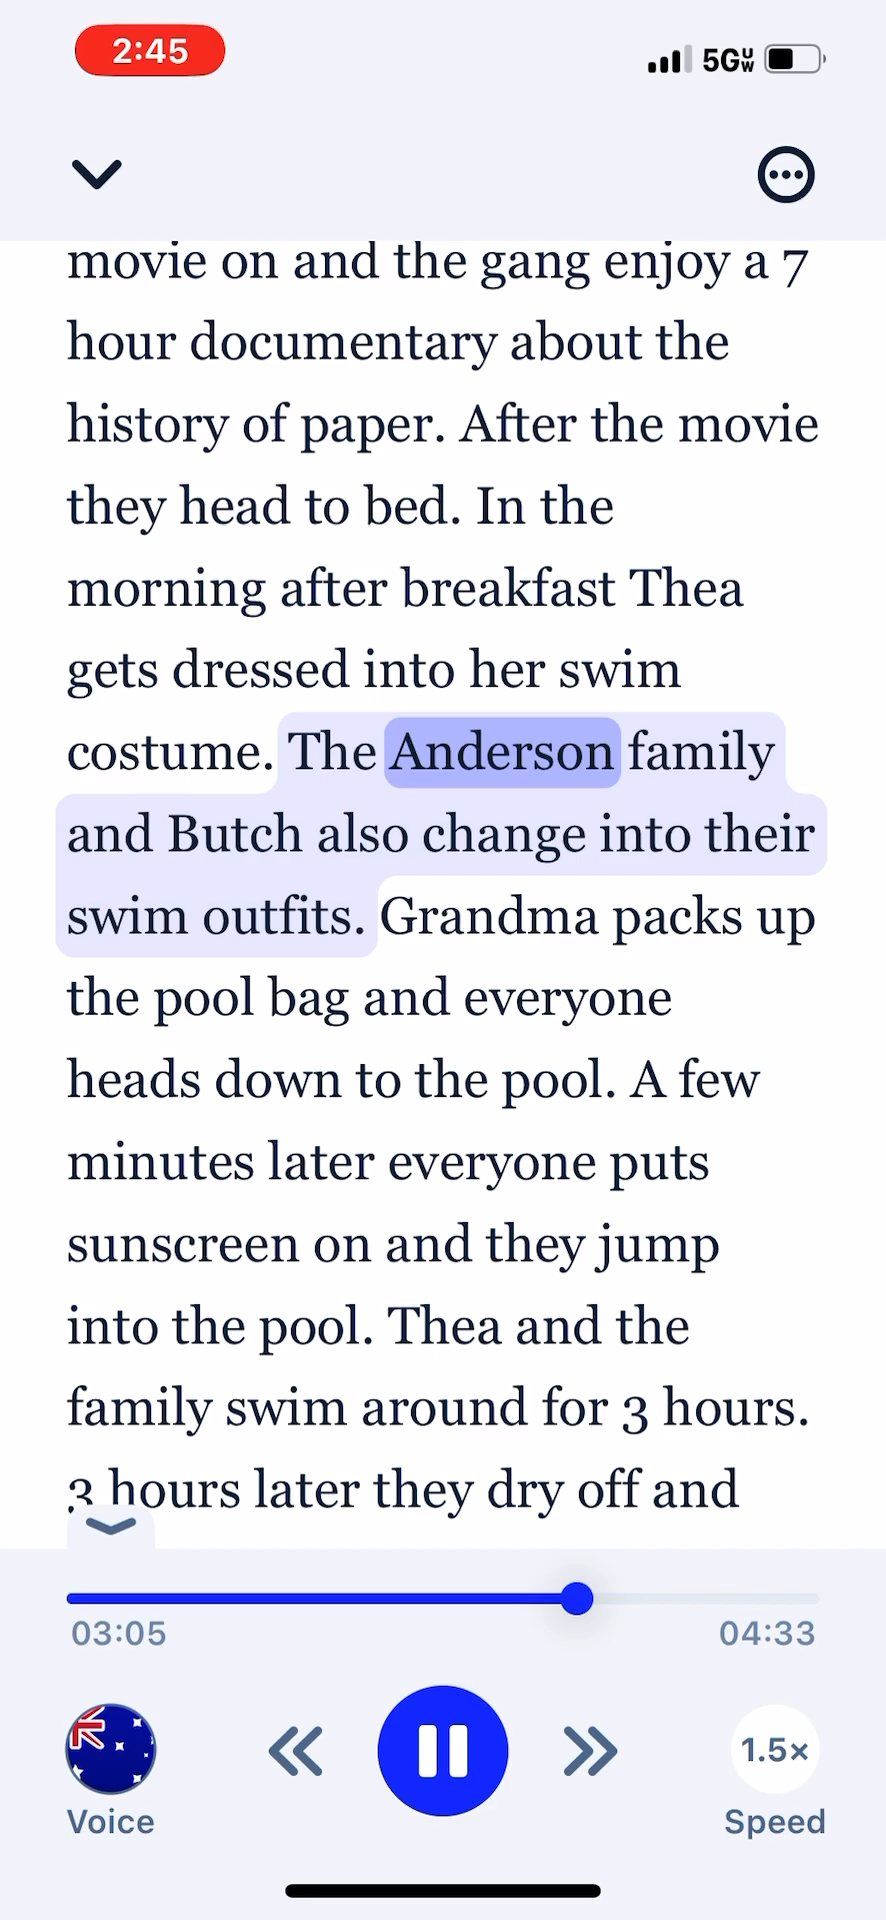 2:45
5G UW
movie on and the gang enjoy a 7
hour documentary about the
history of paper. After the movie
they head to bed. In the
morning after breakfast Thea
gets dressed into her swim
costume. The Anderson family
and Butch also change into their
swim outfits. Grandma packs up
the pool bag and everyone
heads down to the pool. A few
minutes later everyone puts
sunscreen on and they jump
into the pool. Thea and the
family swim around for 3 hours.
3 hours later they dry off and
03:05
04:33
1.5×
Voice
Speed